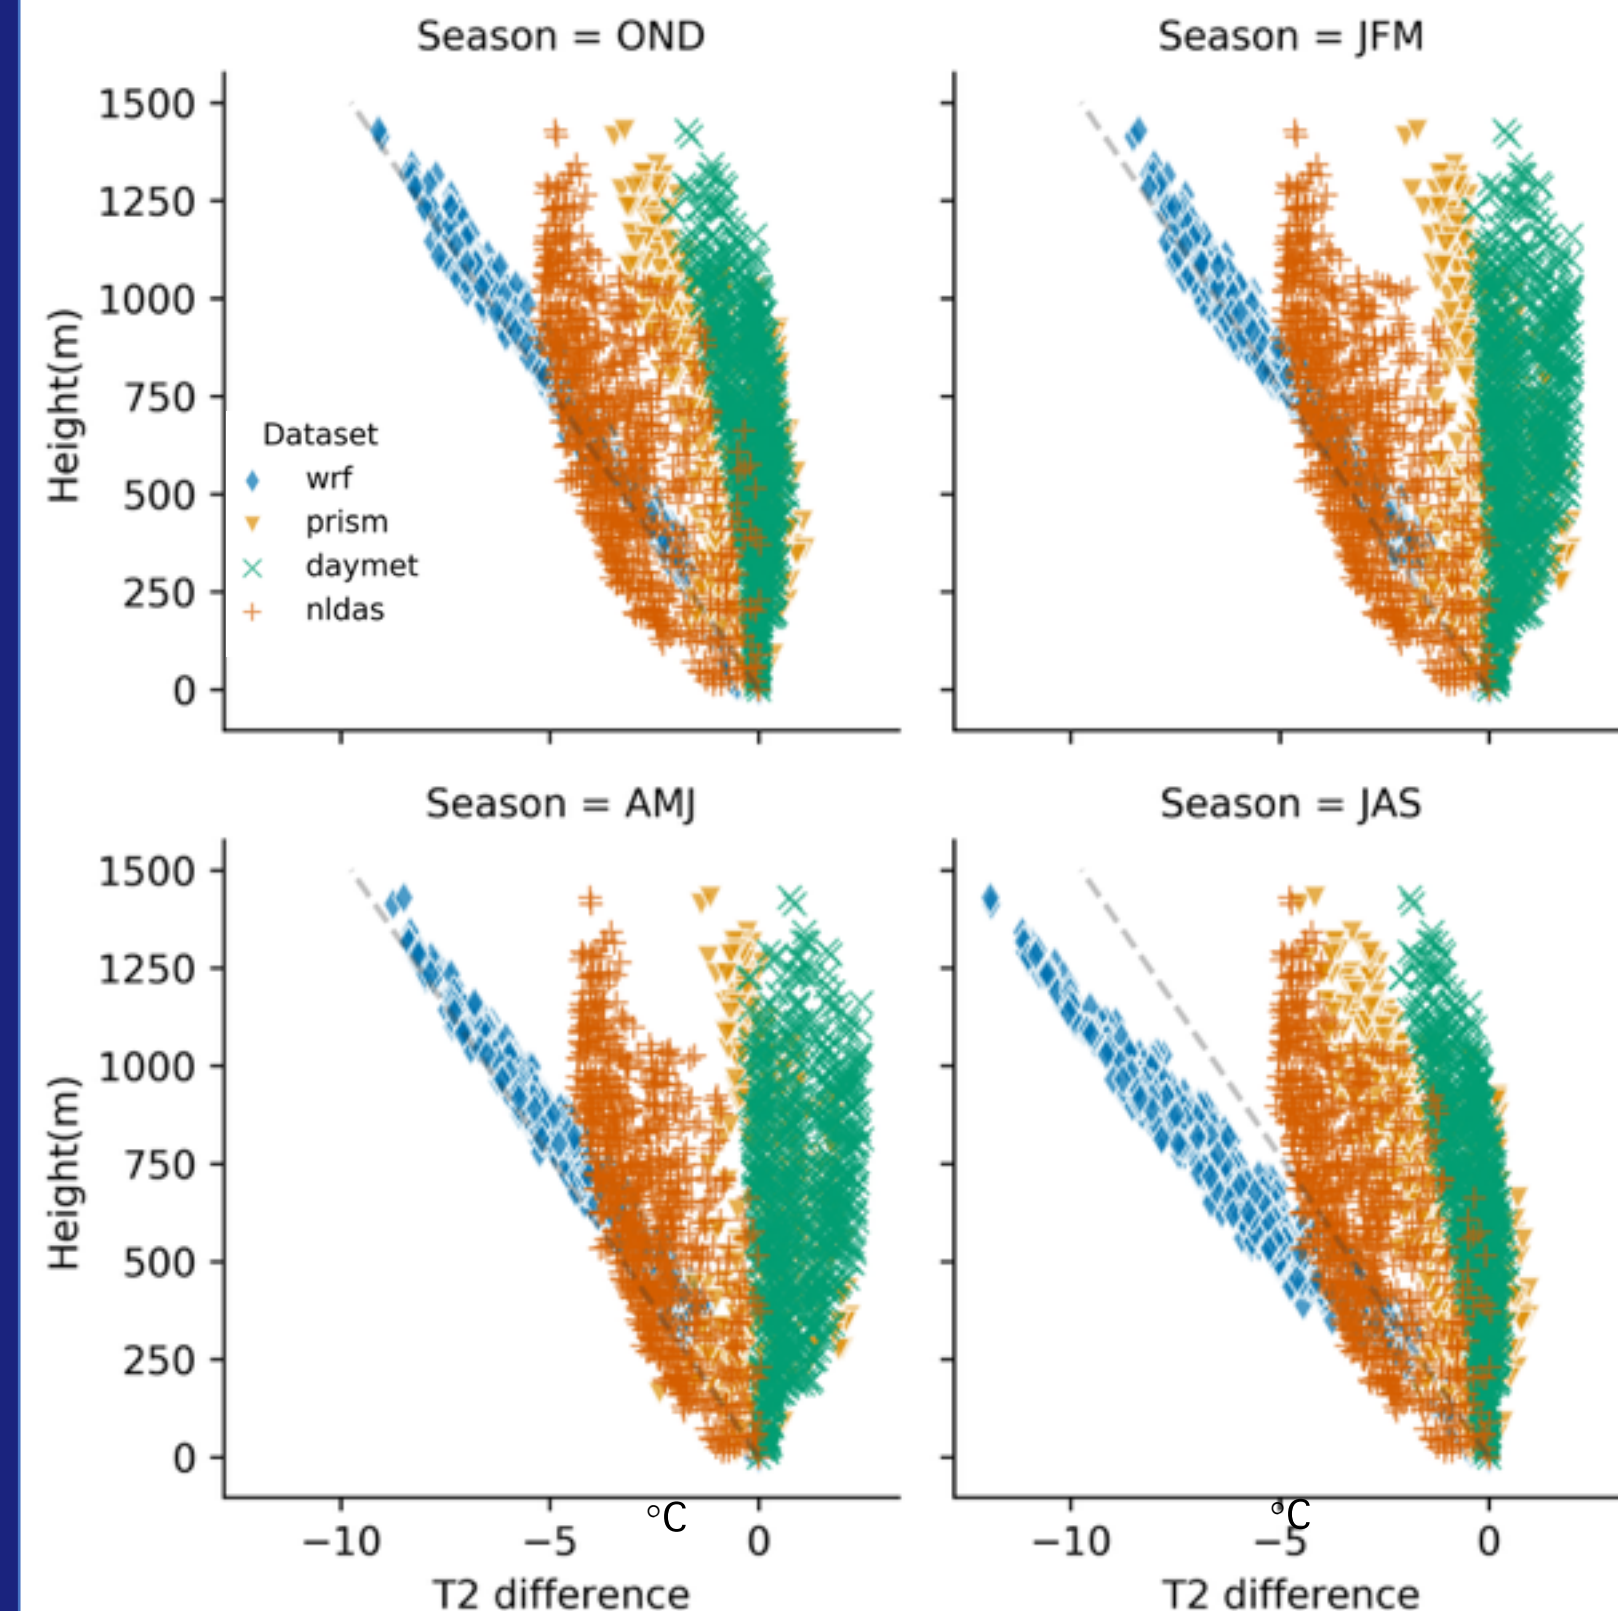 Season = OND
Season = JFM
1500
1250
1000
750
500
250
0
Height(m)
Dataset
wrf
prism
daymet
nldas
Season = AMJ
Season = JAS
1500
1250
1000
750
500
250
0
Height(m)
°C
°C
−10 −5 0
−10 −5 0
T2 difference
T2 difference